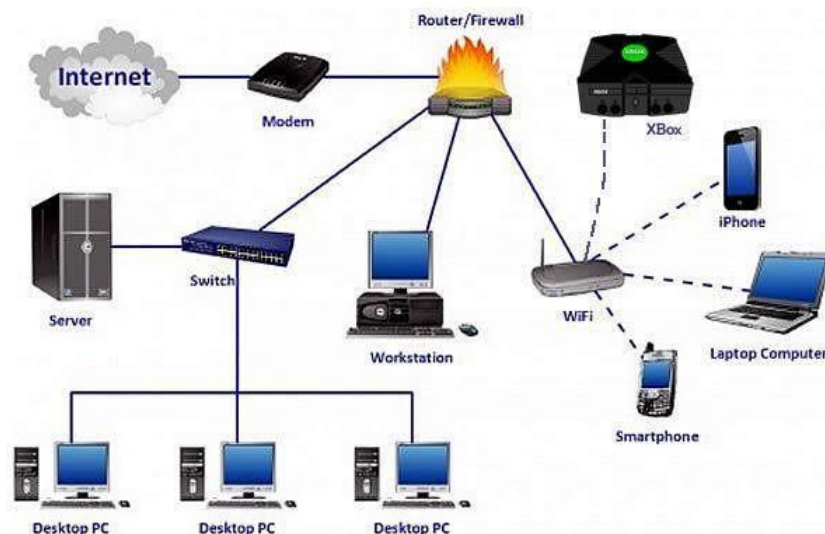 Router/Firewall
Internet
Modem
XBox
iPhone
Switch
Server
Workstation
WiFi
Laptop Computer
Smartphone
Desktop PC
Desktop PC
Desktop PC